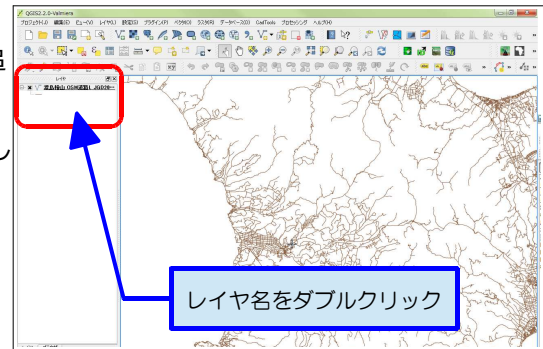 QGIS2.2.0-Valmiera
プロジェクト(J) 編集(E) ビュー(V) レイヤ(L) 設定(S) プラグイン(P) ベクタ(O) ラスタ(R) データベース(D) CadTools プロセッシング ヘルプ(H)
レイヤ
レイヤ名をダブルクリック